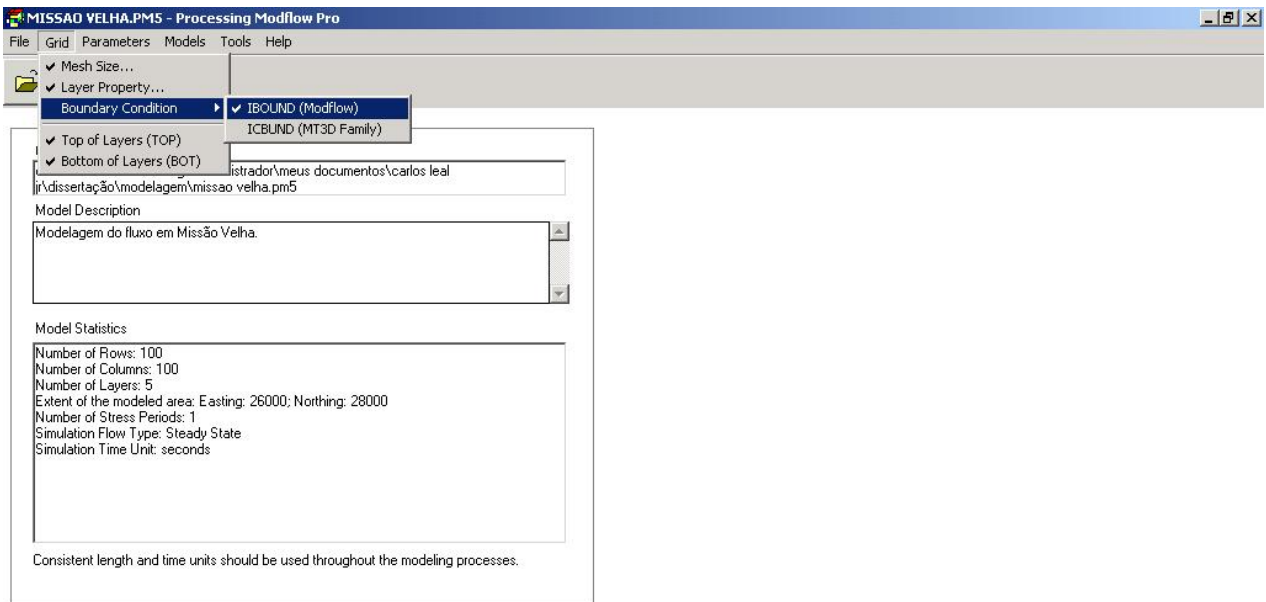 MISSAO VELHA.PM5 - Processing Modflow Pro
File Grid Parameters Models Tools Help
Mesh Size...
Layer Property...
Boundary Condition
IBOUND (Modflow)
ICBUND (MT3D Family)
Top of Layers (TOP)
Bottom of Layers (BOT)
istrador\meus documentos\carlos leal
jr\dissertação\modelagem\missao velha.pm5
Model Description
Modelagem do fluxo em Missão Velha.
Model Statistics
Number of Rows: 100
Number of Columns: 100
Number of Layers: 5
Extent of the modeled area: Easting: 26000; Northing: 28000
Number of Stress Periods: 1
Simulation Flow Type: Steady State
Simulation Time Unit: seconds
Consistent length and time units should be used throughout the modeling processes.